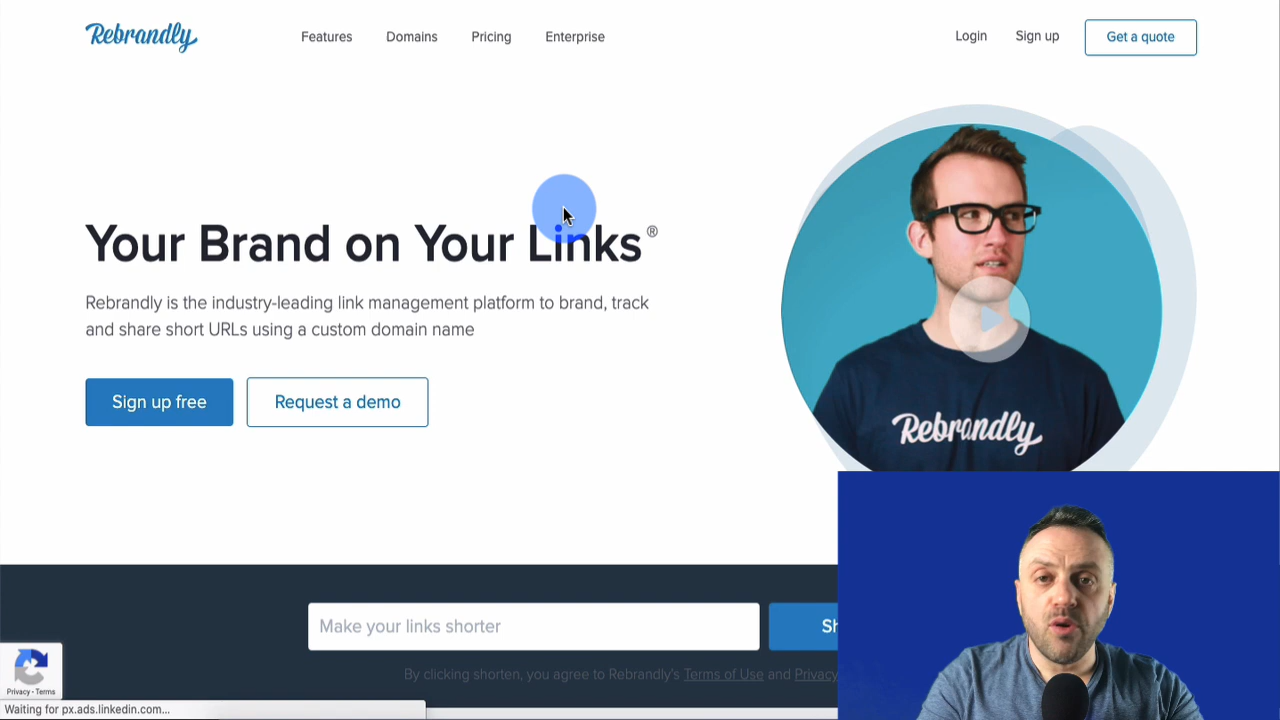 Rebrandly
Features Domains Pricing Enterprise
Login Sign up Get a quote
Your Brand on Your Links®
Rebrandly is the industry-leading link management platform to brand, track
and share short URLs using a custom domain name
Sign up free Request a demo
Rebrandly
Make your links shorter
Sh
By clicking shorten, you agree to Rebrandly's Terms of Use and Privacy
Privacy - Terms
Waiting for px.ads.linkedin.com...